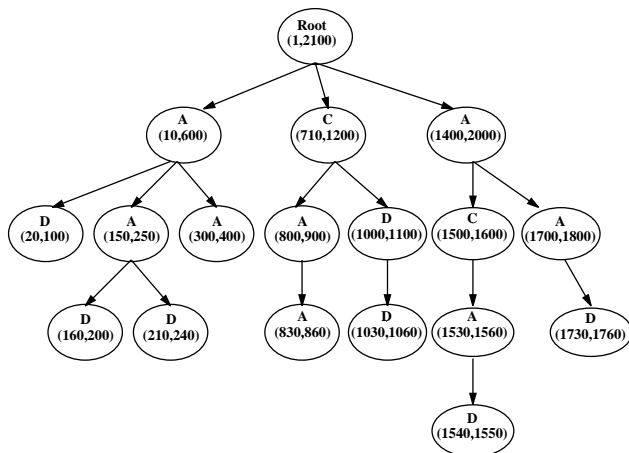 Root
(1,2100)
A
(10,600)
C
(710,1200)
A
(1400,2000)
D
(20,100)
A
(150,250)
A
(300,400)
A
(800,900)
D
(1000,1100)
C
(1500,1600)
A
(1700,1800)
D
(160,200)
D
(210,240)
A
(830,860)
D
(1030,1060)
A
(1530,1560)
D
(1730,1760)
D
(1540,1550)